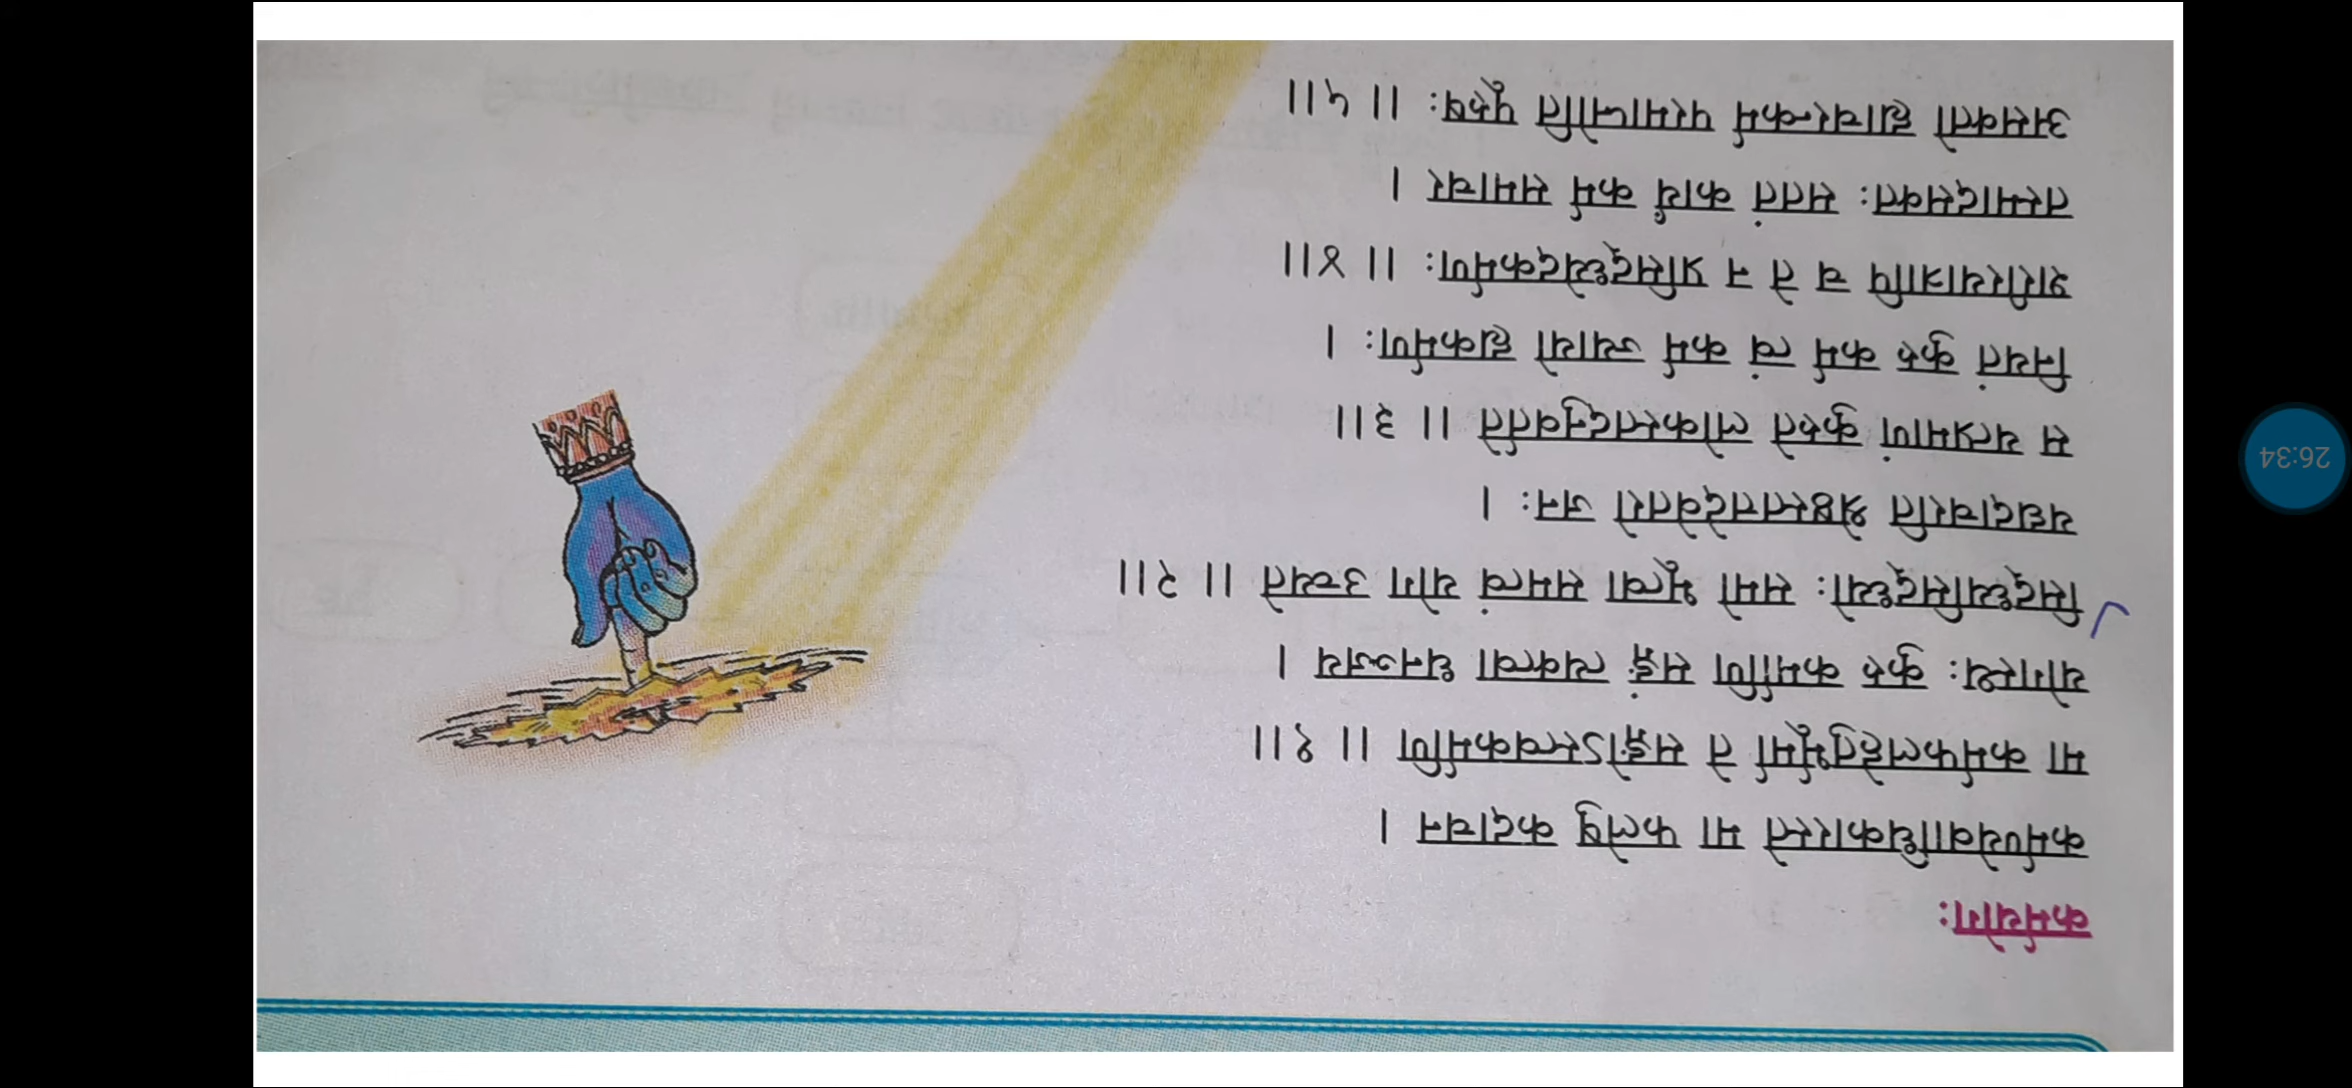 कर्मयोगः
कर्मण्येवाधिकारस्ते मा फलेषु कदाचन ।
मा कर्मफलहेतुर्भूर्मा ते सङ्गोऽस्त्वकर्मणि ॥ १॥
योगस्थः कुरु कर्माणि सङ्गं त्यक्त्वा धनञ्जय ।
सिद्ध्यसिद्ध्योः समो भूत्वा समत्वं योग उच्यते ॥ २॥
यद्यदाचरति श्रेष्ठस्तत्तदेवेतरो जनः ।
स यत्प्रमाणं कुरुते लोकस्तदनुवर्तते ॥ ३॥
नियतं कुरु कर्म त्वं कर्म ज्यायो ह्यकर्मणः ।
शरीरयात्रापि च ते न प्रसिद्ध्येदकर्मणः ॥ ४॥
तस्मादसक्तः सततं कार्यं कर्म समाचर ।
असक्तो ह्याचरन्कर्म परमाप्नोति पूरुषः ॥ ५॥
26:34